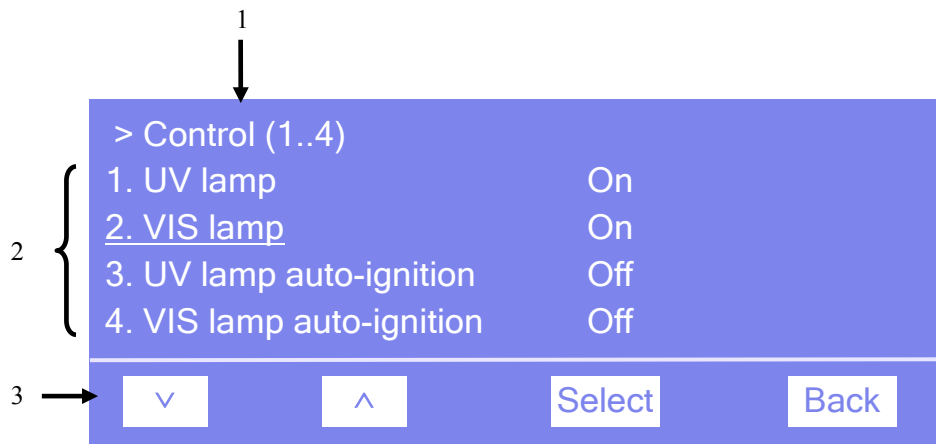 1
> Control (1..4)
1. UV lamp On
2. VIS lamp On
3. UV lamp auto-ignition Off
4. VIS lamp auto-ignition Off
2
3
˅ ˄ Select Back